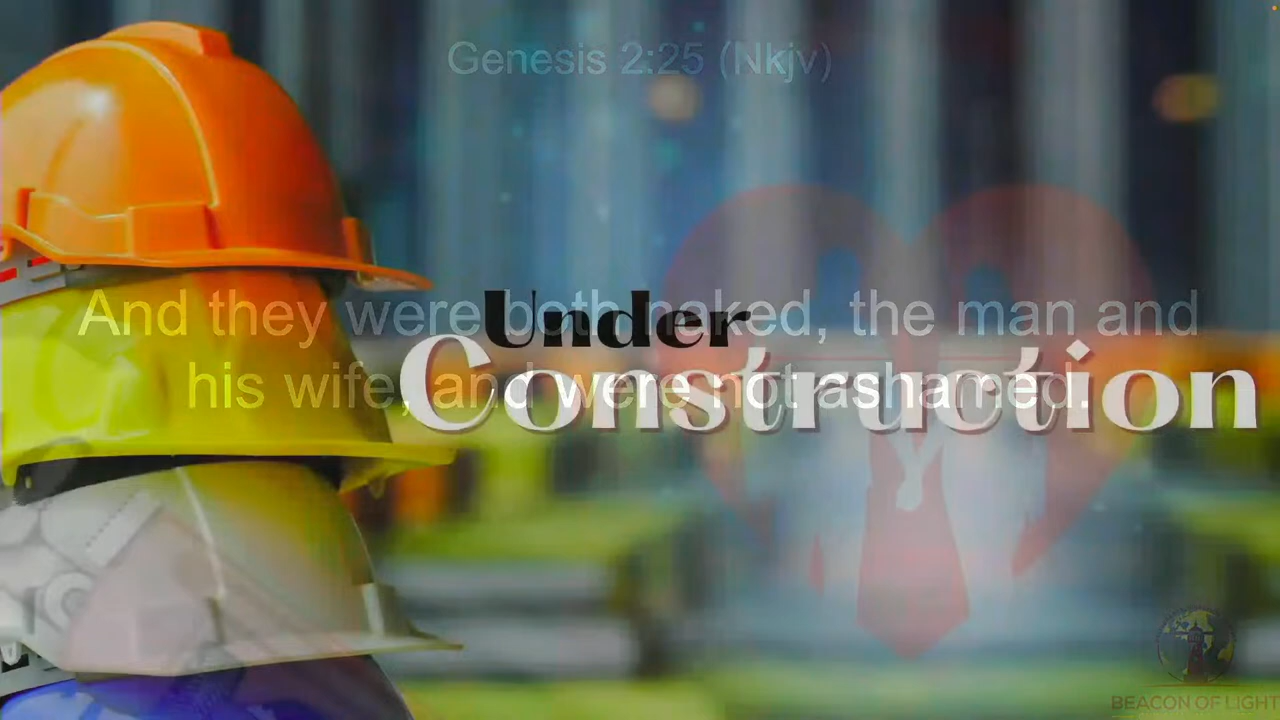 Genesis 2:25 (Nkjv)
And they were both naked, the man and
Under
his wife, and were not ashamed.
Construction
BEACON OF LIGHT